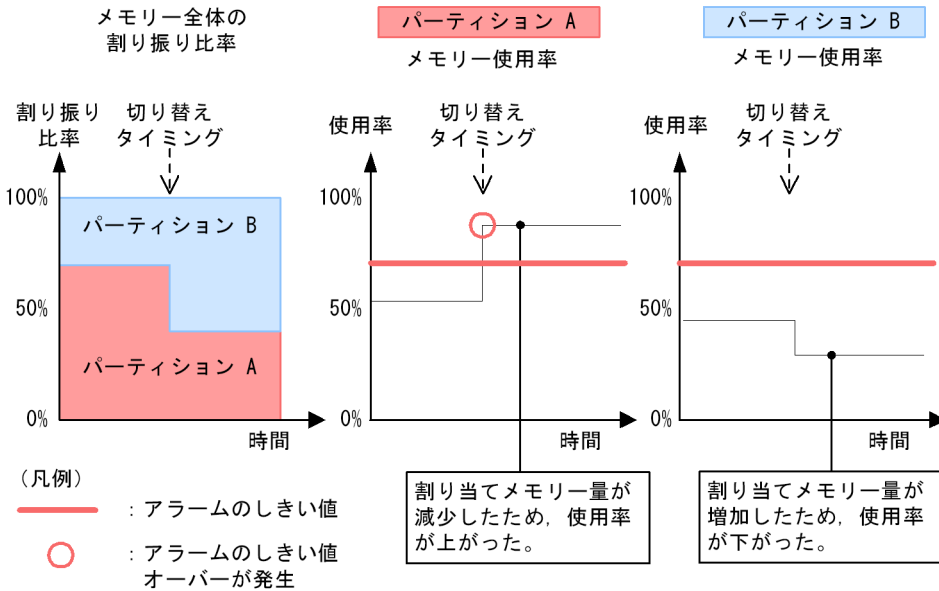 メモリー全体の
割り振り比率
割り振り
比率
切り替え
タイミング
100%
50%
0%
パーティション B
パーティション A
時間
パーティション A
メモリー使用率
使用率
切り替え
タイミング
100%
50%
0%
時間
割り当てメモリー量が
減少したため，使用率
が上がった。
パーティション B
メモリー使用率
使用率
切り替え
タイミング
100%
50%
0%
時間
割り当てメモリー量が
増加したため，使用率
が下がった。
（凡例）
：アラームのしきい値
：アラームのしきい値
オーバーが発生